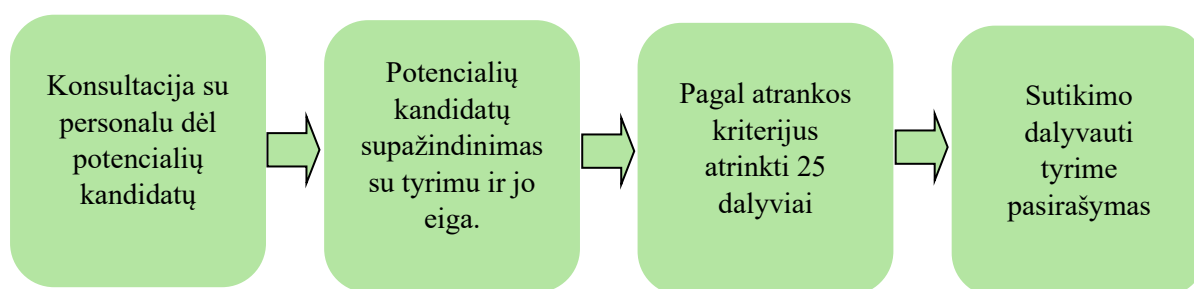 Konsultacija su
personalu dėl
potencialių
kandidatų
Potencialių
kandidatų
supažindinimas
su tyrimu ir jo
eiga.
Pagal atrankos
kriterijus
atrinkti 25
dalyviai
Sutikimo
dalyvauti
tyrime
pasirašymas